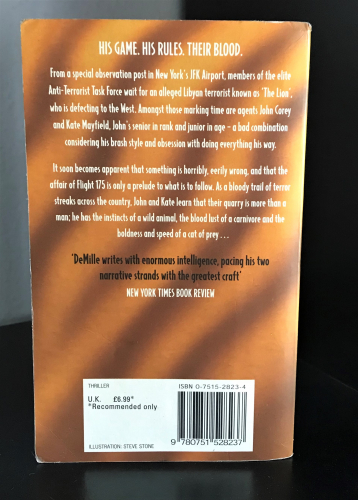 HIS GAME. HIS RULES. THEIR BLOOD.
From a special observation post in New York's JFK Airport, members of the elite
Anti-Terrorist Task Force wait for an alleged Libyan terrorist known as 'The Lion',
who is defecting to the West. Amongst those marking time are agents John Corey
and Kate Mayfield, John's senior in rank and junior in age – a bad combination
considering his brash style and obsession with doing everything his way.
It soon becomes apparent that something is horribly, eerily wrong, and that the
affair of Flight 175 is only a prelude to what is to follow. As a bloody trail of terror
streaks across the country, John and Kate learn that their quarry is more than a
man; he has the instincts of a wild animal, the blood lust of a carnivore and the
boldness and speed of a cat of prey . . .
'DeMille writes with enormous intelligence, pacing his two
narrative strands with the greatest craft'
NEW YORK TIMES BOOK REVIEW
THRILLER
U.K. £6.99*
*Recommended only
ISBN 0-7515-2823-4
9 780751 528237
ILLUSTRATION: STEVE STONE